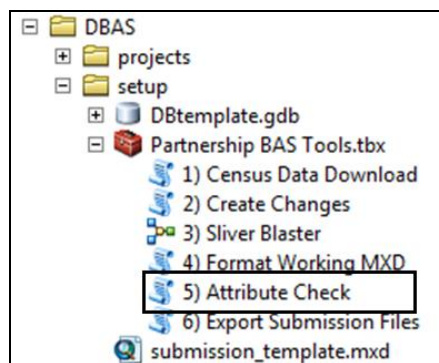 DBAS
projects
setup
DBtemplate.gdb
Partnership BAS Tools.tbx
1) Census Data Download
2) Create Changes
3) Sliver Blaster
4) Format Working MXD
5) Attribute Check
6) Export Submission Files
submission_template.mxd